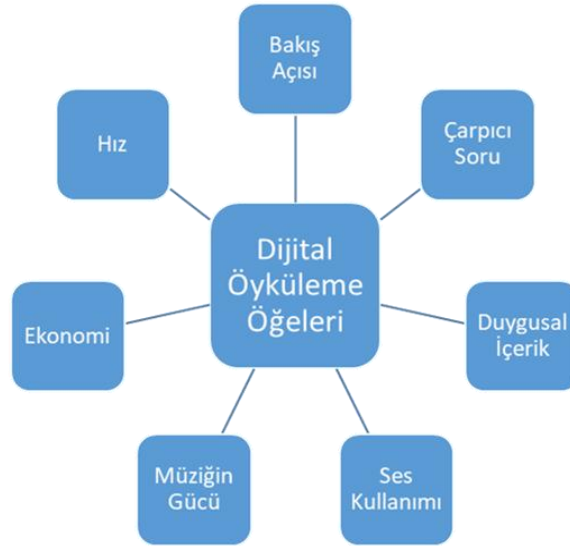 Bakış
Açısı
Çarpıcı
Soru
Duygusal
İçerik
Ses
Kullanımı
Müziğin
Gücü
Ekonomi
Hız
Dijital
Öyküleme
Öğeleri